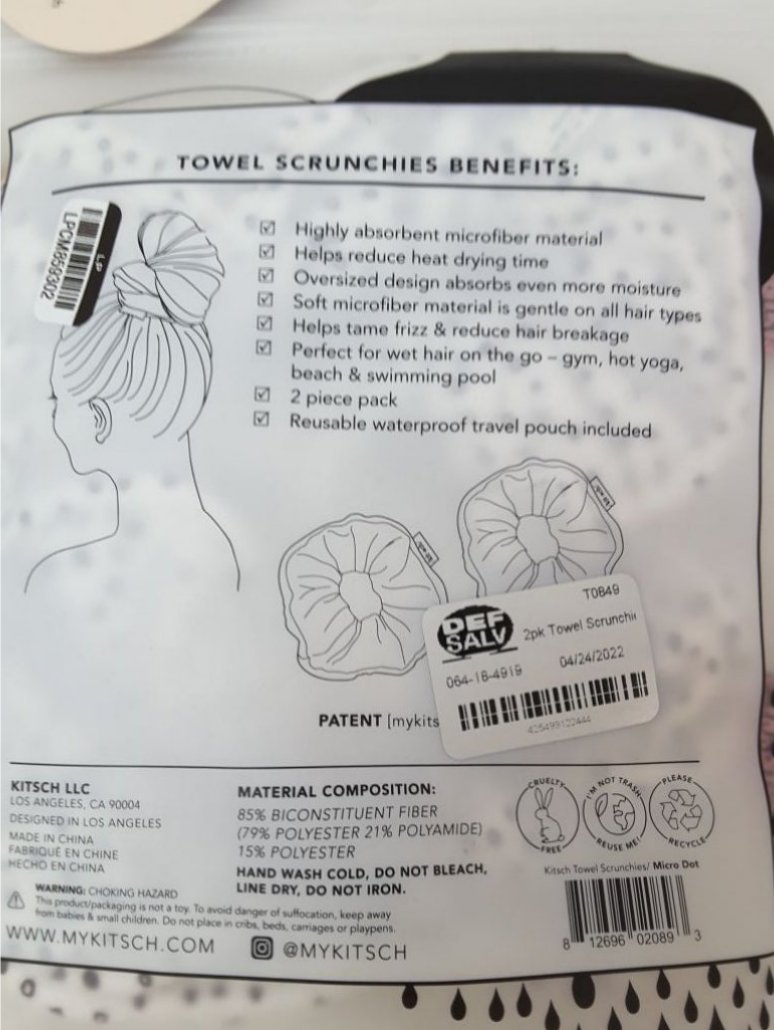 TOWEL SCRUNCHIES BENEFITS:
LPCM859302
Highly absorbent microfiber material
Helps reduce heat drying time
Oversized design absorbs even more moisture
Soft microfiber material is gentle on all hair types
Helps tame frizz & reduce hair breakage
Perfect for wet hair on the go – gym, hot yoga,
beach & swimming pool
2 piece pack
Reusable waterproof travel pouch included
T0849
DEF
SALV
2pk Towel Scrunchi
064-16-4919
04/24/2022
425499122444
PATENT [mykits
KITSCH LLC
LOS ANGELES, CA 90004
DESIGNED IN LOS ANGELES
MADE IN CHINA
FABRIQUÉ EN CHINE
HECHO EN CHINA
MATERIAL COMPOSITION:
85% BICONSTITUENT FIBER
(79% POLYESTER 21% POLYAMIDE)
15% POLYESTER
HAND WASH COLD, DO NOT BLEACH,
LINE DRY, DO NOT IRON.
CRUELTY
FREE
I'M NOT TRASH
REUSE ME!
PLEASE
RECYCLE
Kitsch Towel Scrunchies/ Micro Dot
8 12696 02089 3
WARNING: CHOKING HAZARD
This product/packaging is not a toy. To avoid danger of suffocation, keep away
from babies & small children. Do not place in cribs, beds, carriages or playpens.
WWW.MYKITSCH.COM
@MYKITSCH